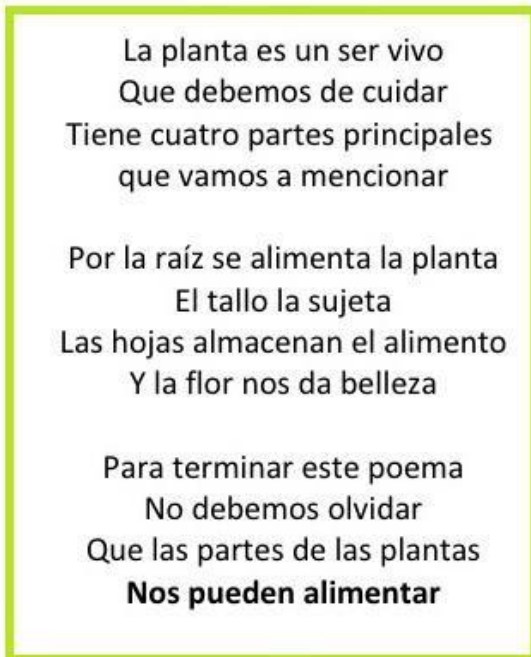 La planta es un ser vivo
Que debemos de cuidar
Tiene cuatro partes principales
que vamos a mencionar
Por la raíz se alimenta la planta
El tallo la sujeta
Las hojas almacenan el alimento
Y la flor nos da belleza
Para terminar este poema
No debemos olvidar
Que las partes de las plantas
Nos pueden alimentar